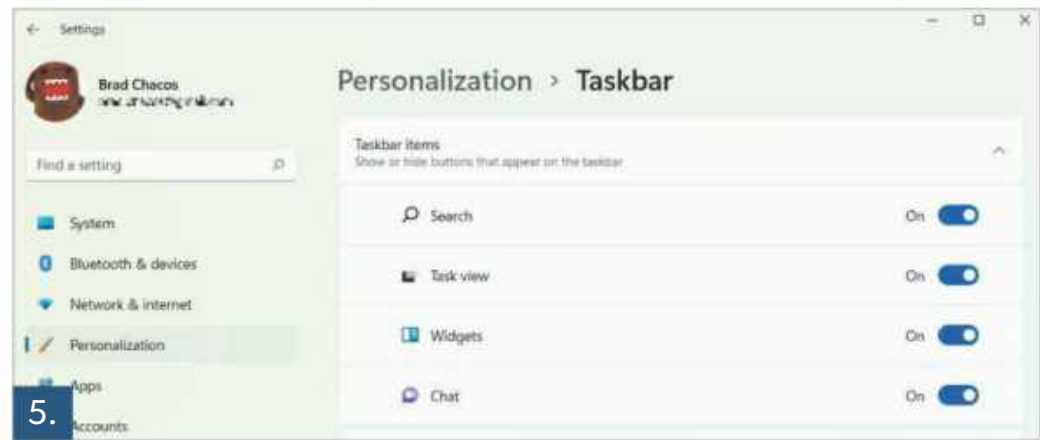 Settings
Brad Chacos
Find a setting
System
Bluetooth & devices
Network & internet
Personalization
Apps
Accounts
5.
Personalization > Taskbar
Taskbar items
Show or hide buttons that appear on the taskbar
Search On
Task view On
Widgets On
Chat On